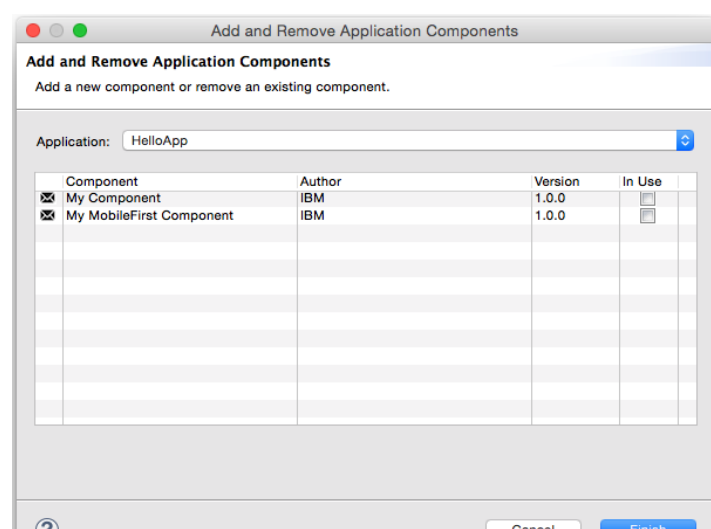 Add and Remove Application Components
Add and Remove Application Components
Add a new component or remove an existing component.
Application: HelloApp
Component Author Version In Use
My Component IBM 1.0.0
My MobileFirst Component IBM 1.0.0
? Cancel Finish